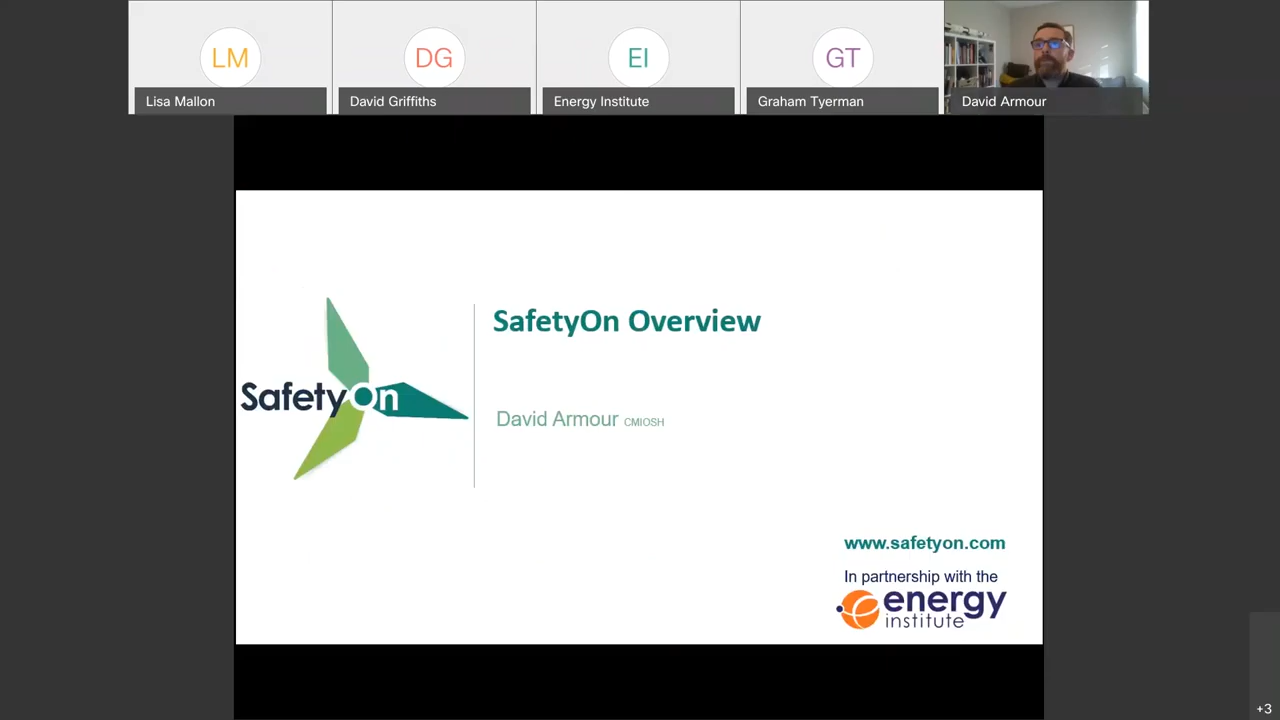 LM
Lisa Mallon
DG
David Griffiths
EI
Energy Institute
GT
Graham Tyerman
David Armour
SafetyOn Overview
SafetyOn
David Armour CMIOSH
www.safetyon.com
In partnership with the
energy
institute
+3